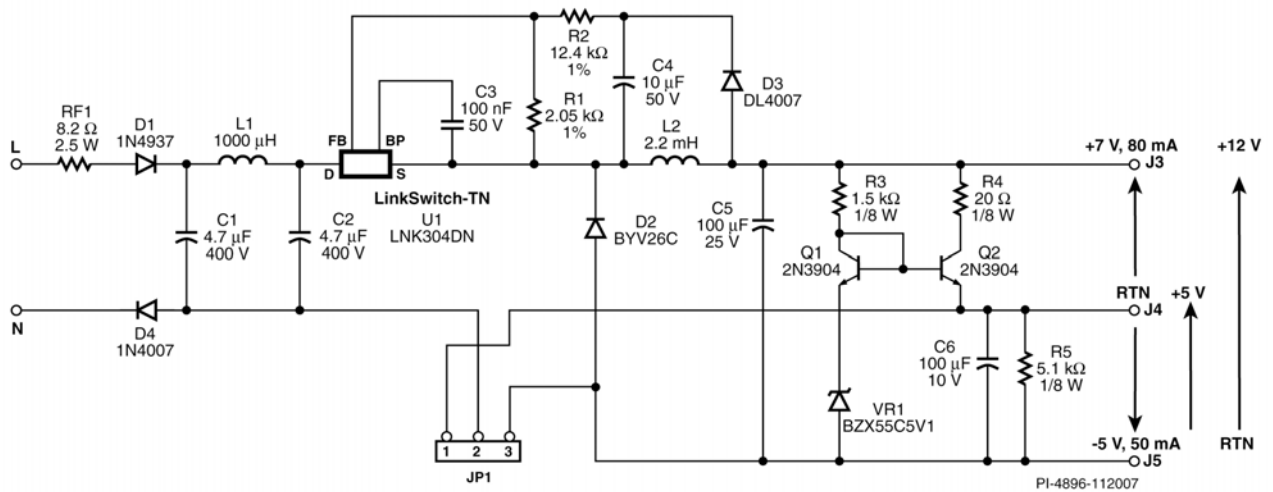 R2
12.4 kΩ
1%
C4
10 µF
50 V
D3
DL4007
C3
100 nF
50 V
R1
2.05 kΩ
1%
RF1
8.2 Ω
2.5 W
D1
1N4937
L1
1000 µH
FB
BP
D
S
L2
2.2 mH
L
+7 V, 80 mA
J3
+12 V
LinkSwitch-TN
U1
LNK304DN
C1
4.7 µF
400 V
C2
4.7 µF
400 V
D2
BYV26C
C5
100 µF
25 V
R3
1.5 kΩ
1/8 W
R4
20 Ω
1/8 W
Q1
2N3904
Q2
2N3904
N
D4
1N4007
RTN
J4
+5 V
C6
100 µF
10 V
R5
5.1 kΩ
1/8 W
VR1
BZX55C5V1
1 2 3
JP1
-5 V, 50 mA
J5
RTN
PI-4896-112007